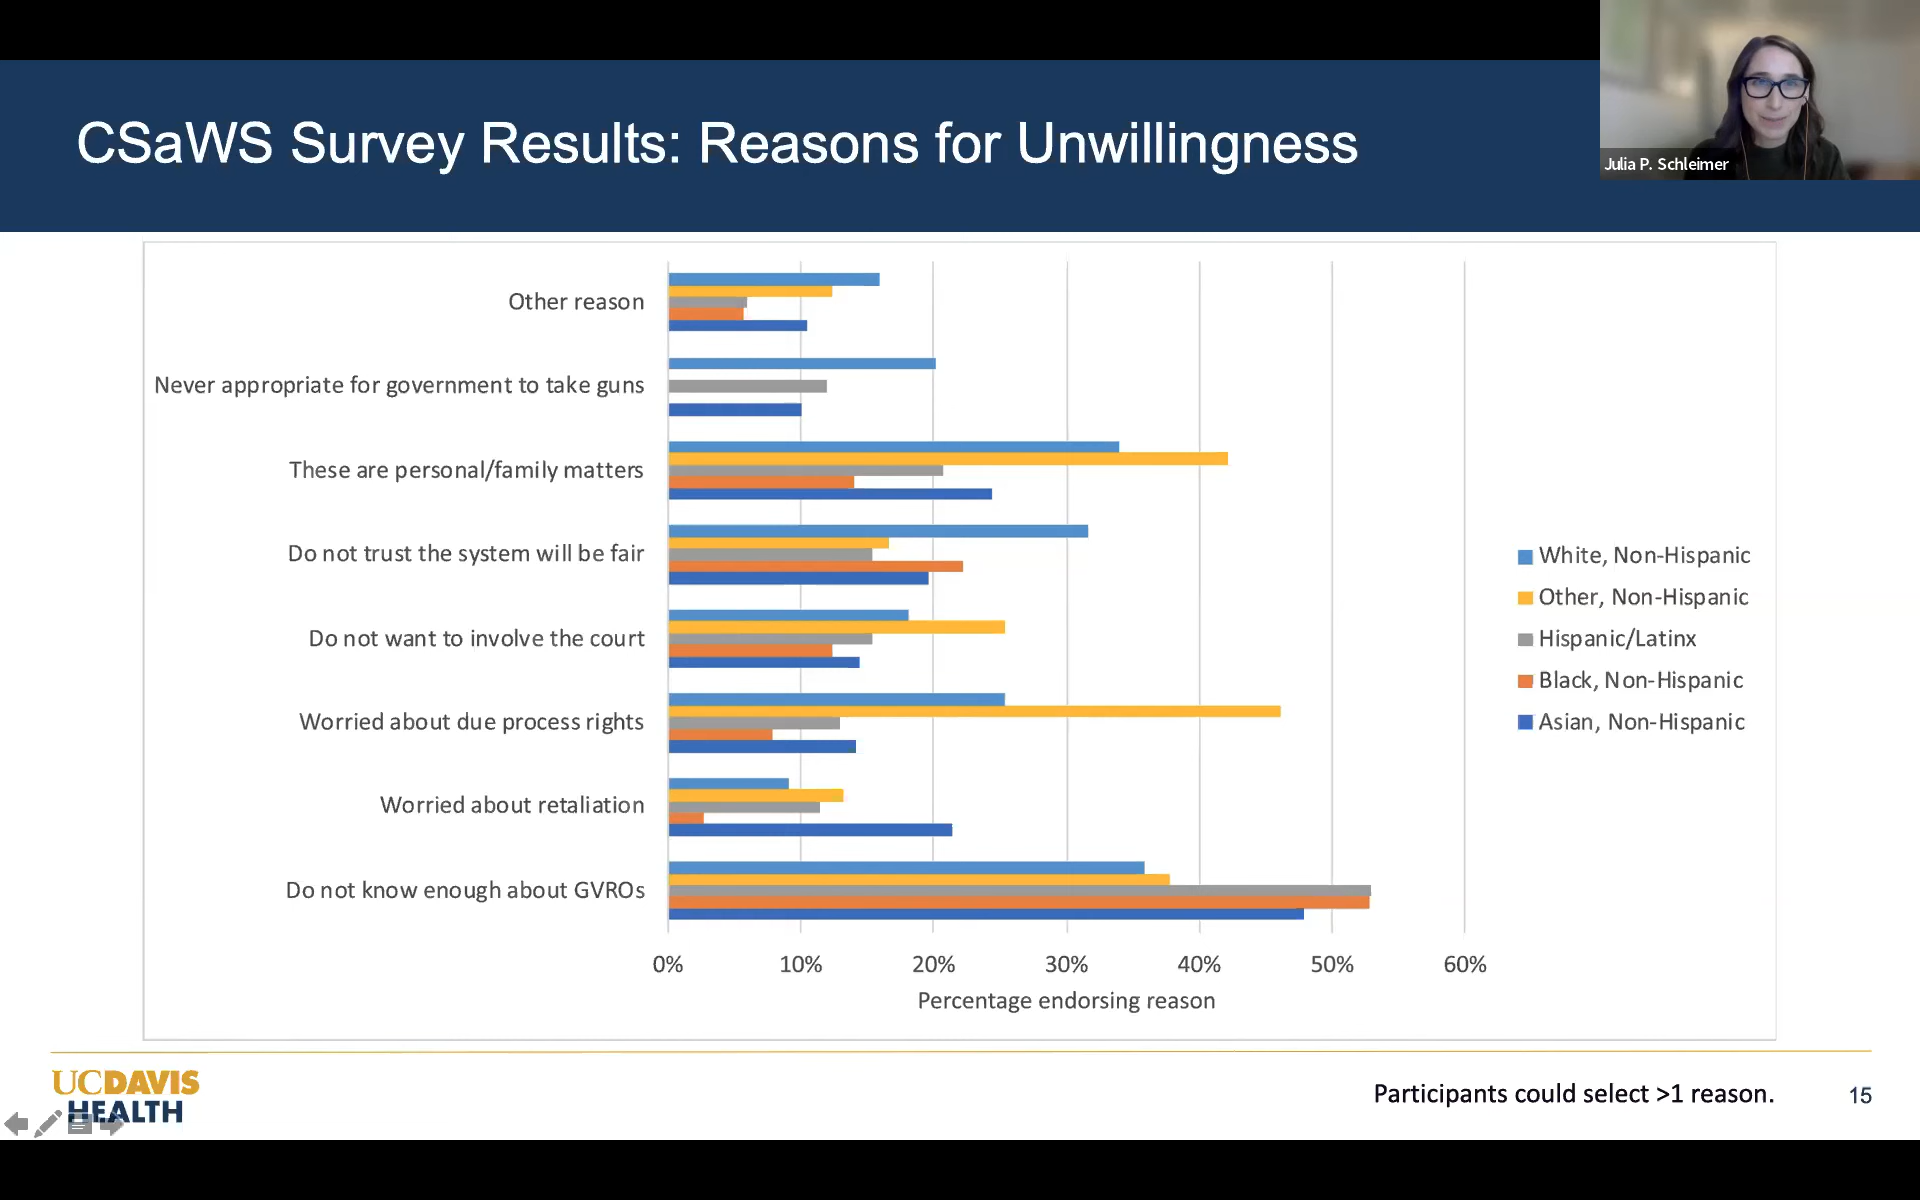 CSaWS Survey Results: Reasons for Unwillingness
Julia P. Schleimer
Other reason
Never appropriate for government to take guns
These are personal/family matters
Do not trust the system will be fair
Do not want to involve the court
Worried about due process rights
Worried about retaliation
Do not know enough about GVROs
0% 10% 20% 30% 40% 50% 60%
Percentage endorsing reason
White, Non-Hispanic
Other, Non-Hispanic
Hispanic/Latinx
Black, Non-Hispanic
Asian, Non-Hispanic
UCDAVIS
HEALTH
Participants could select >1 reason.
15